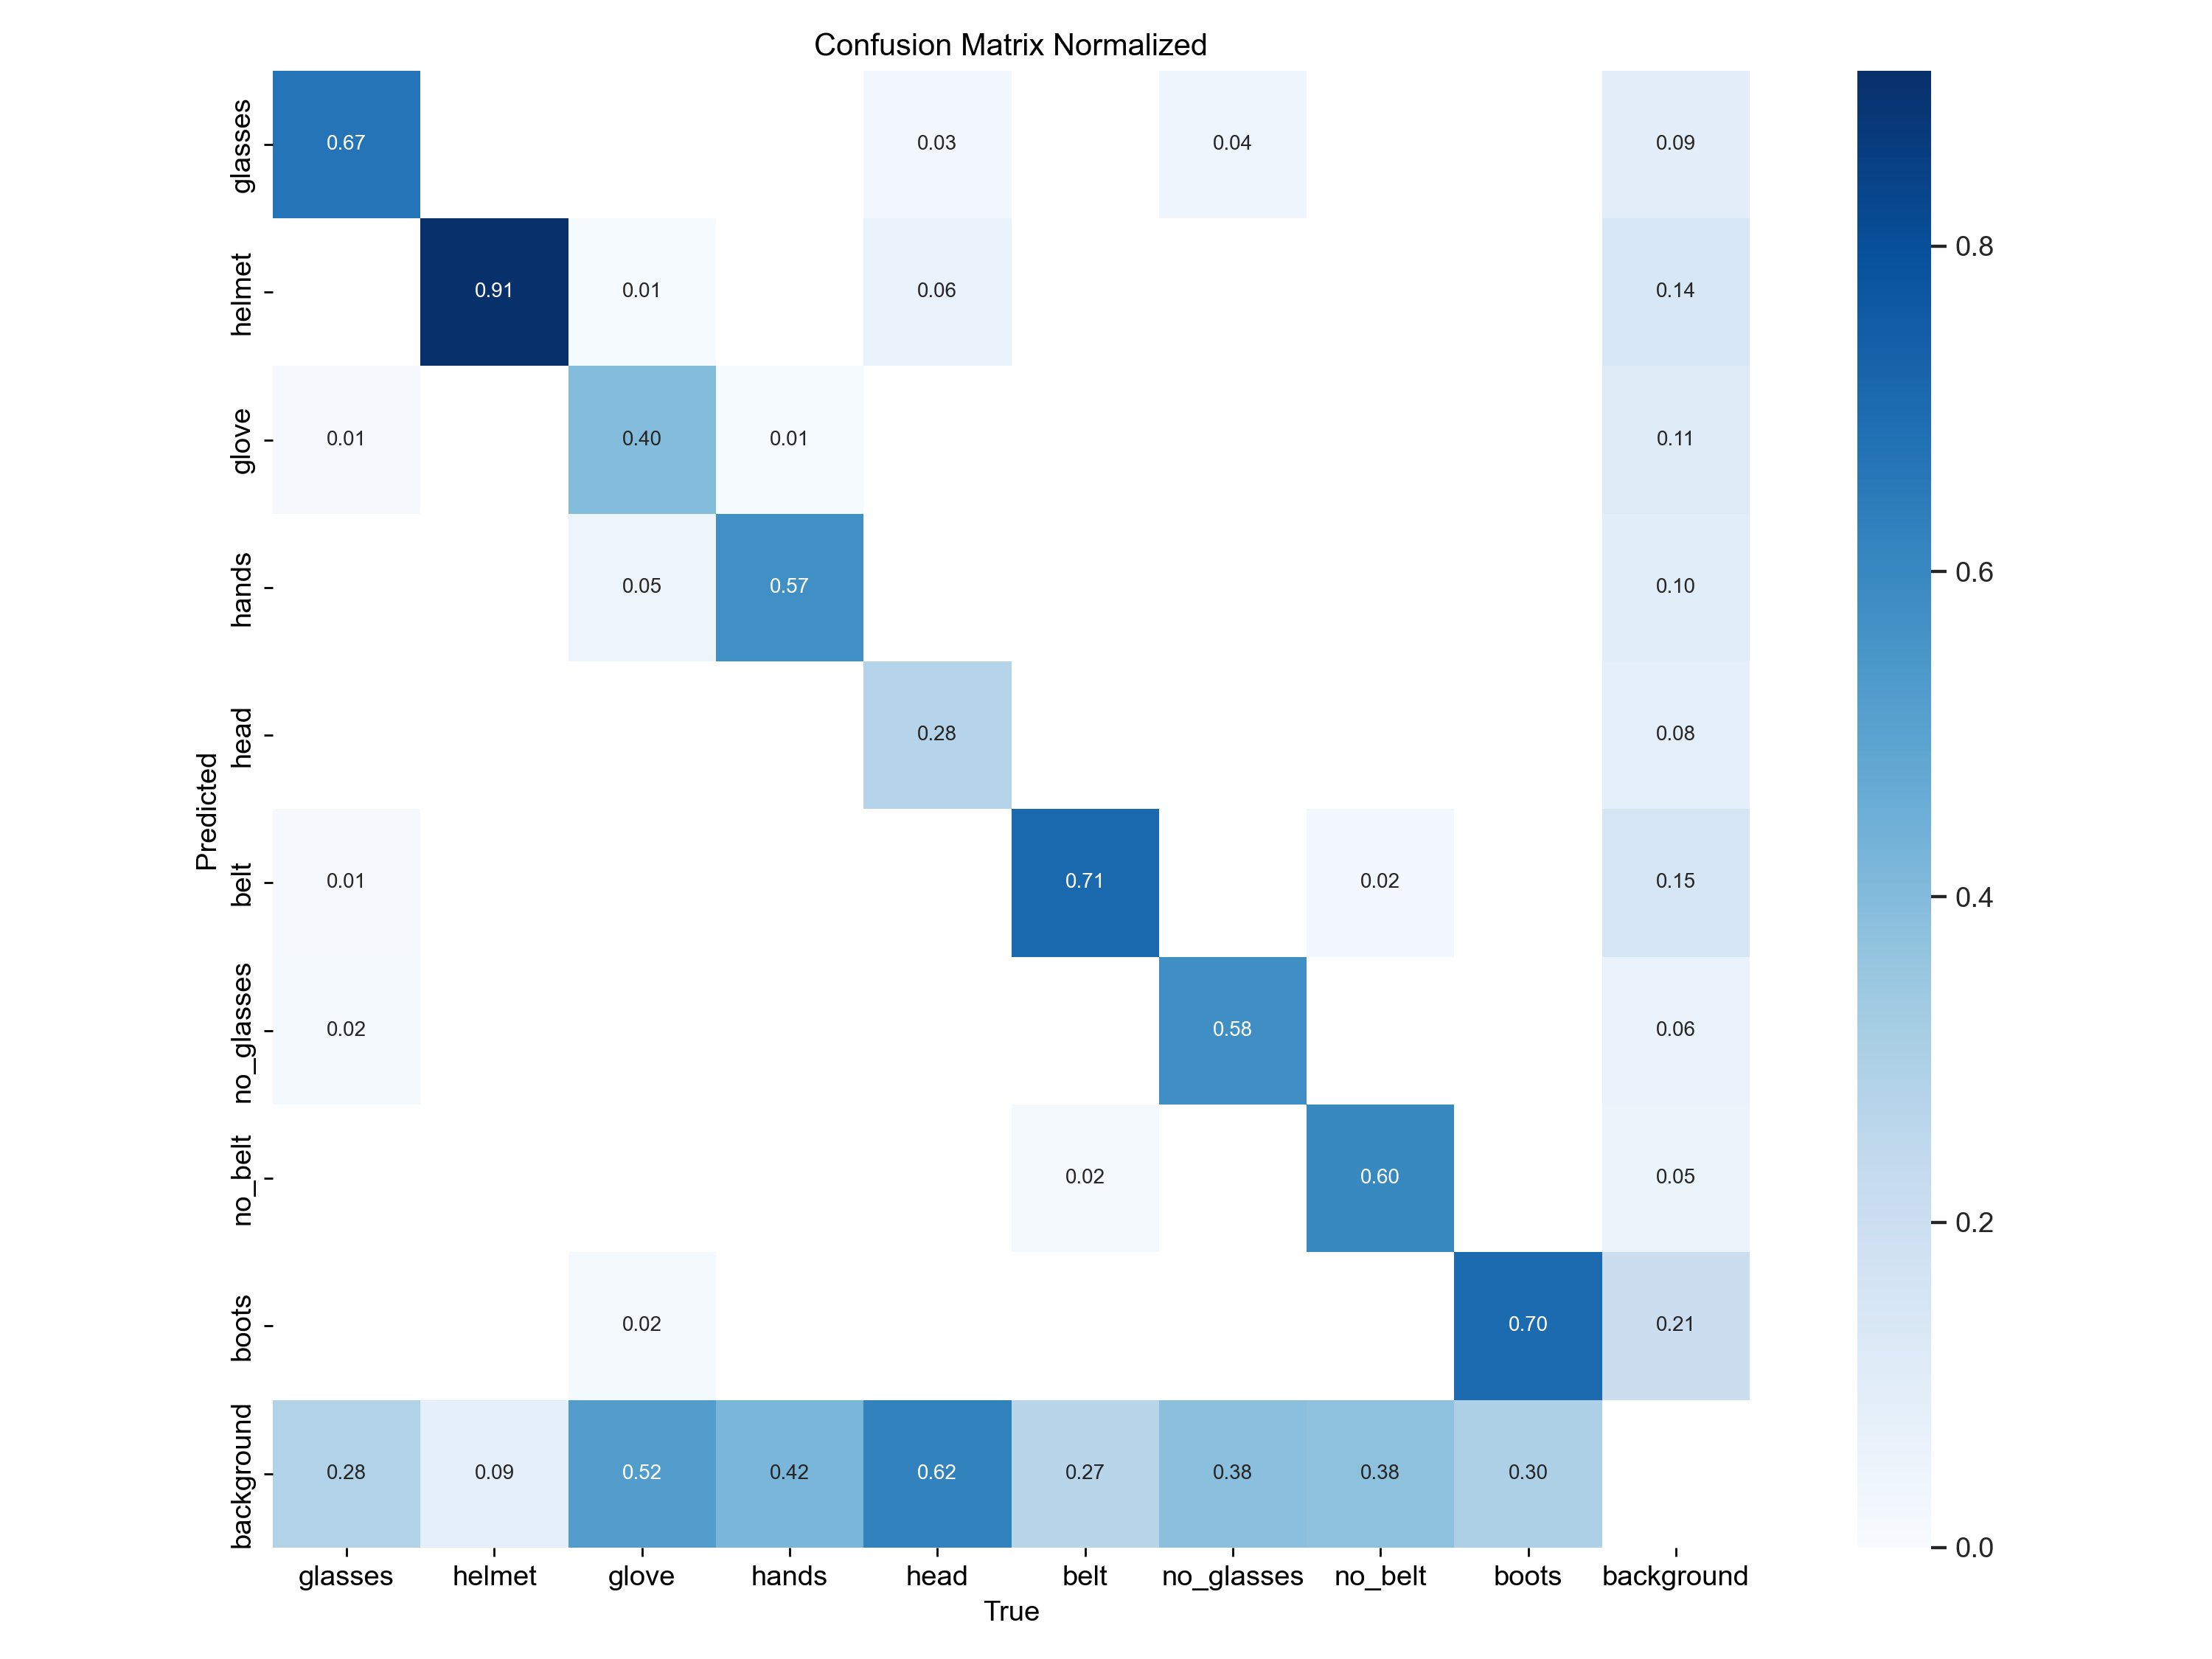 Confusion Matrix Normalized
glasses 0.67 0.03 0.04 0.09
helmet 0.91 0.01 0.06 0.14
glove 0.01 0.40 0.01 0.11
hands 0.05 0.57 0.10
head 0.28 0.08
belt 0.01 0.71 0.02 0.15
no_glasses 0.02 0.58 0.06
no_belt 0.02 0.60 0.05
boots 0.02 0.70 0.21
background 0.28 0.09 0.52 0.42 0.62 0.27 0.38 0.38 0.30
Predicted
glasses helmet glove hands head belt no_glasses no_belt boots background
True
0.8
0.6
0.4
0.2
0.0